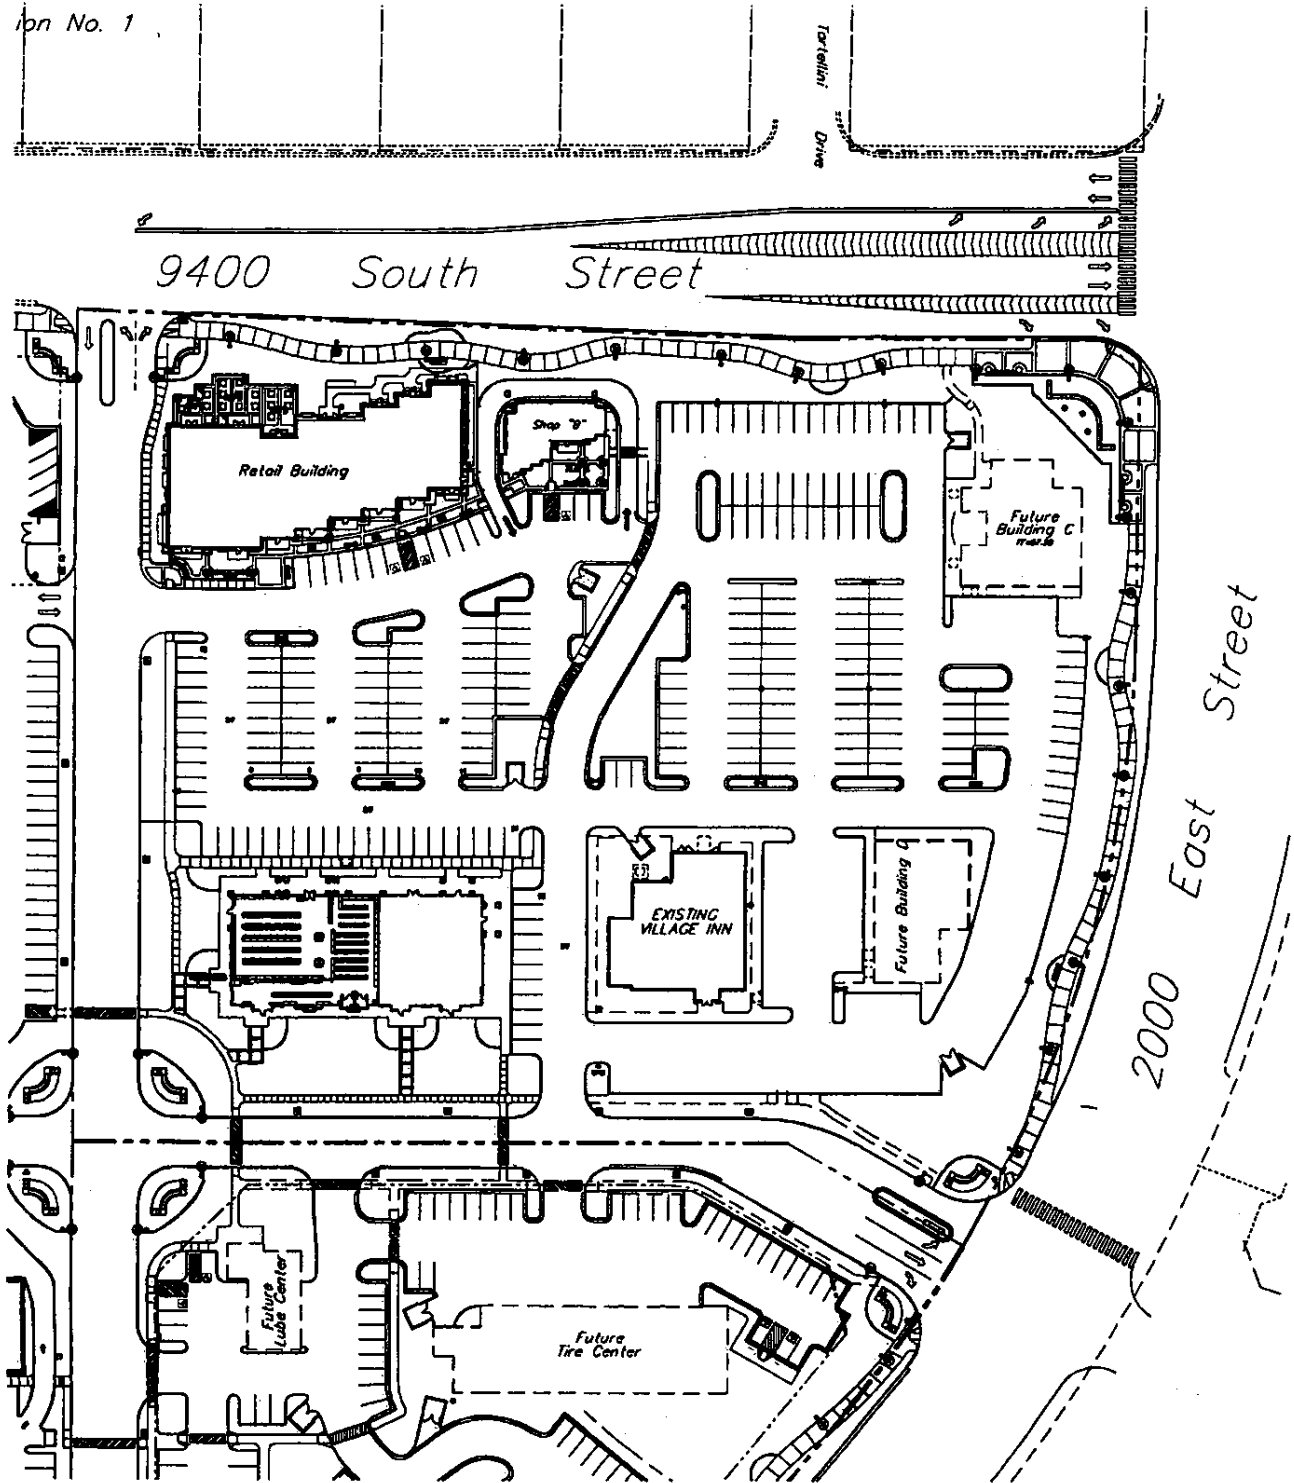 ion No. 1
Tortellini Drive
9400 South Street
Retail Building
Shop "B"
Future
Building C
East Street
2000
EXISTING
VILLAGE INN
Future Building D
Future
Lube Center
Future
Tire Center